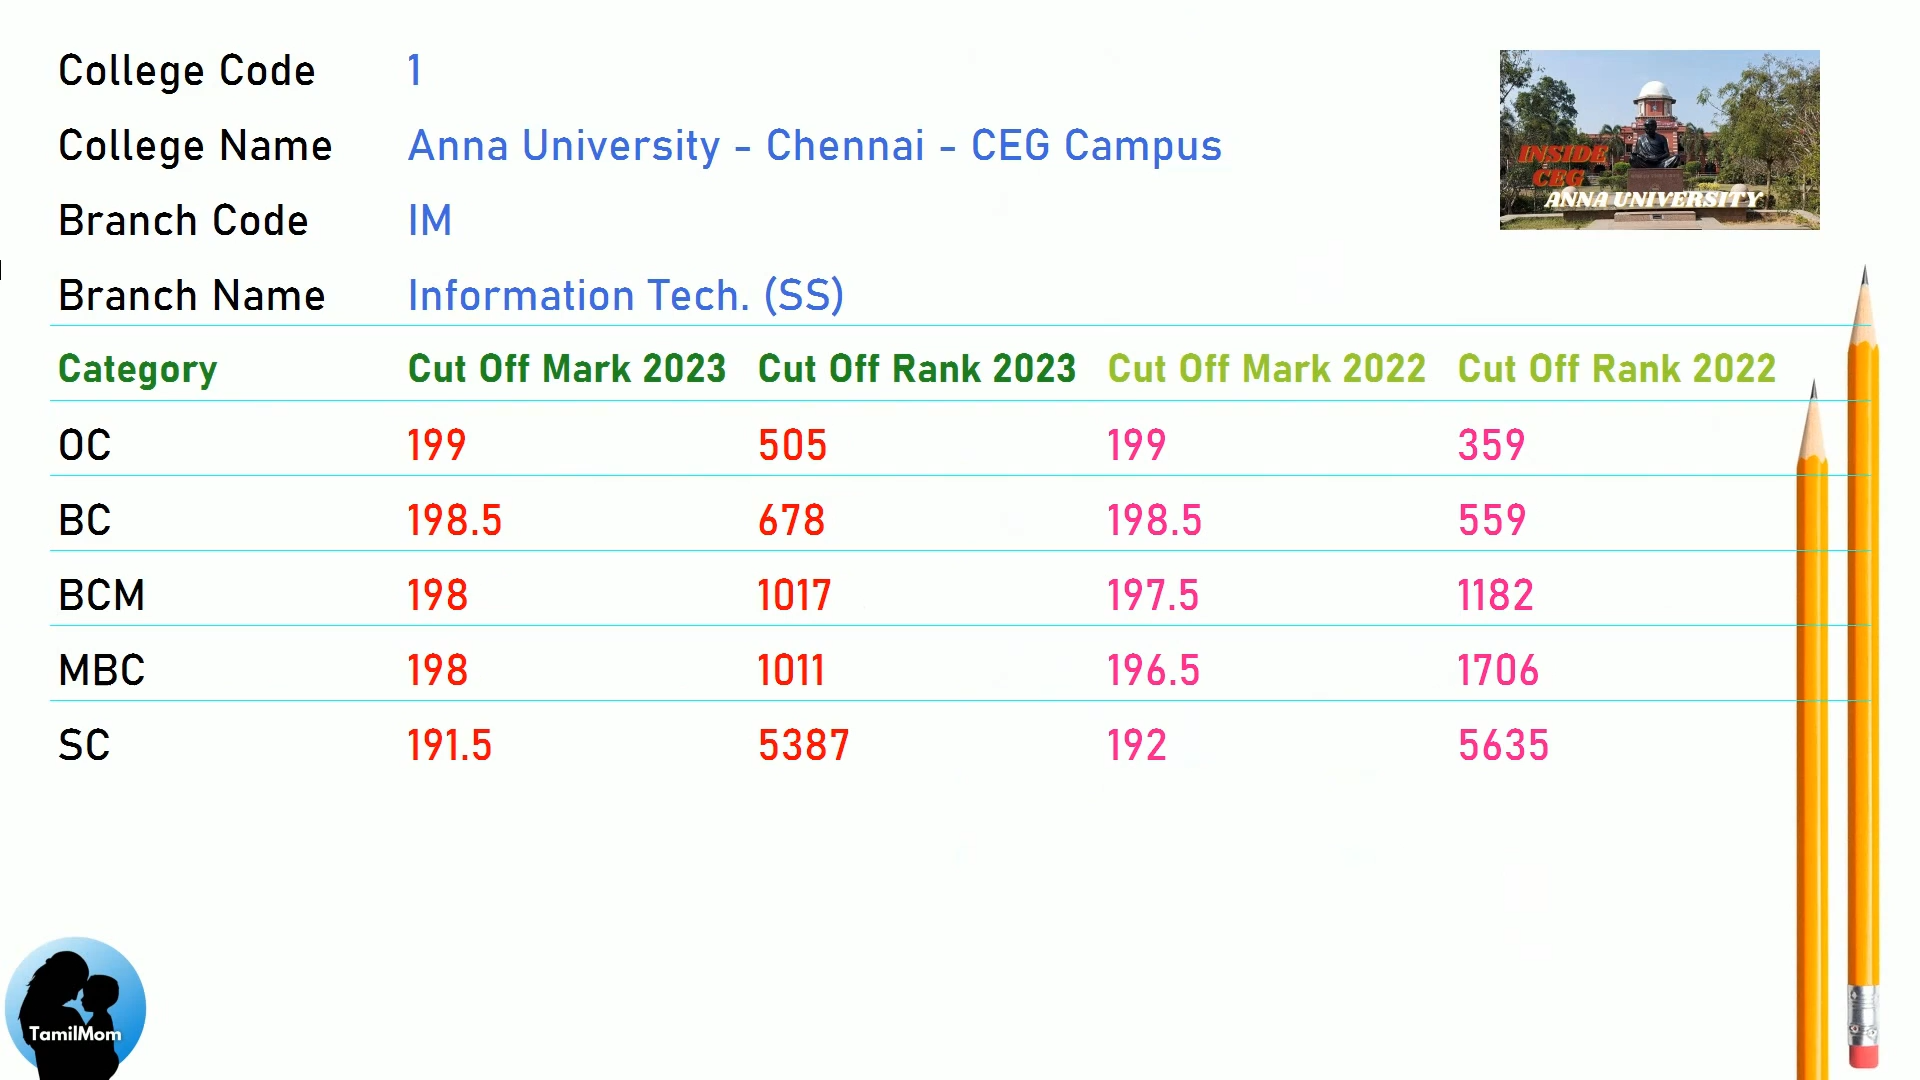 College Code 1
College Name Anna University - Chennai - CEG Campus
Branch Code IM
Branch Name Information Tech. (SS)
INSIDE
CEG
ANNA UNIVERSITY
Category Cut Off Mark 2023 Cut Off Rank 2023 Cut Off Mark 2022 Cut Off Rank 2022
OC 199 505 199 359
BC 198.5 678 198.5 559
BCM 198 1017 197.5 1182
MBC 198 1011 196.5 1706
SC 191.5 5387 192 5635
TamilMom